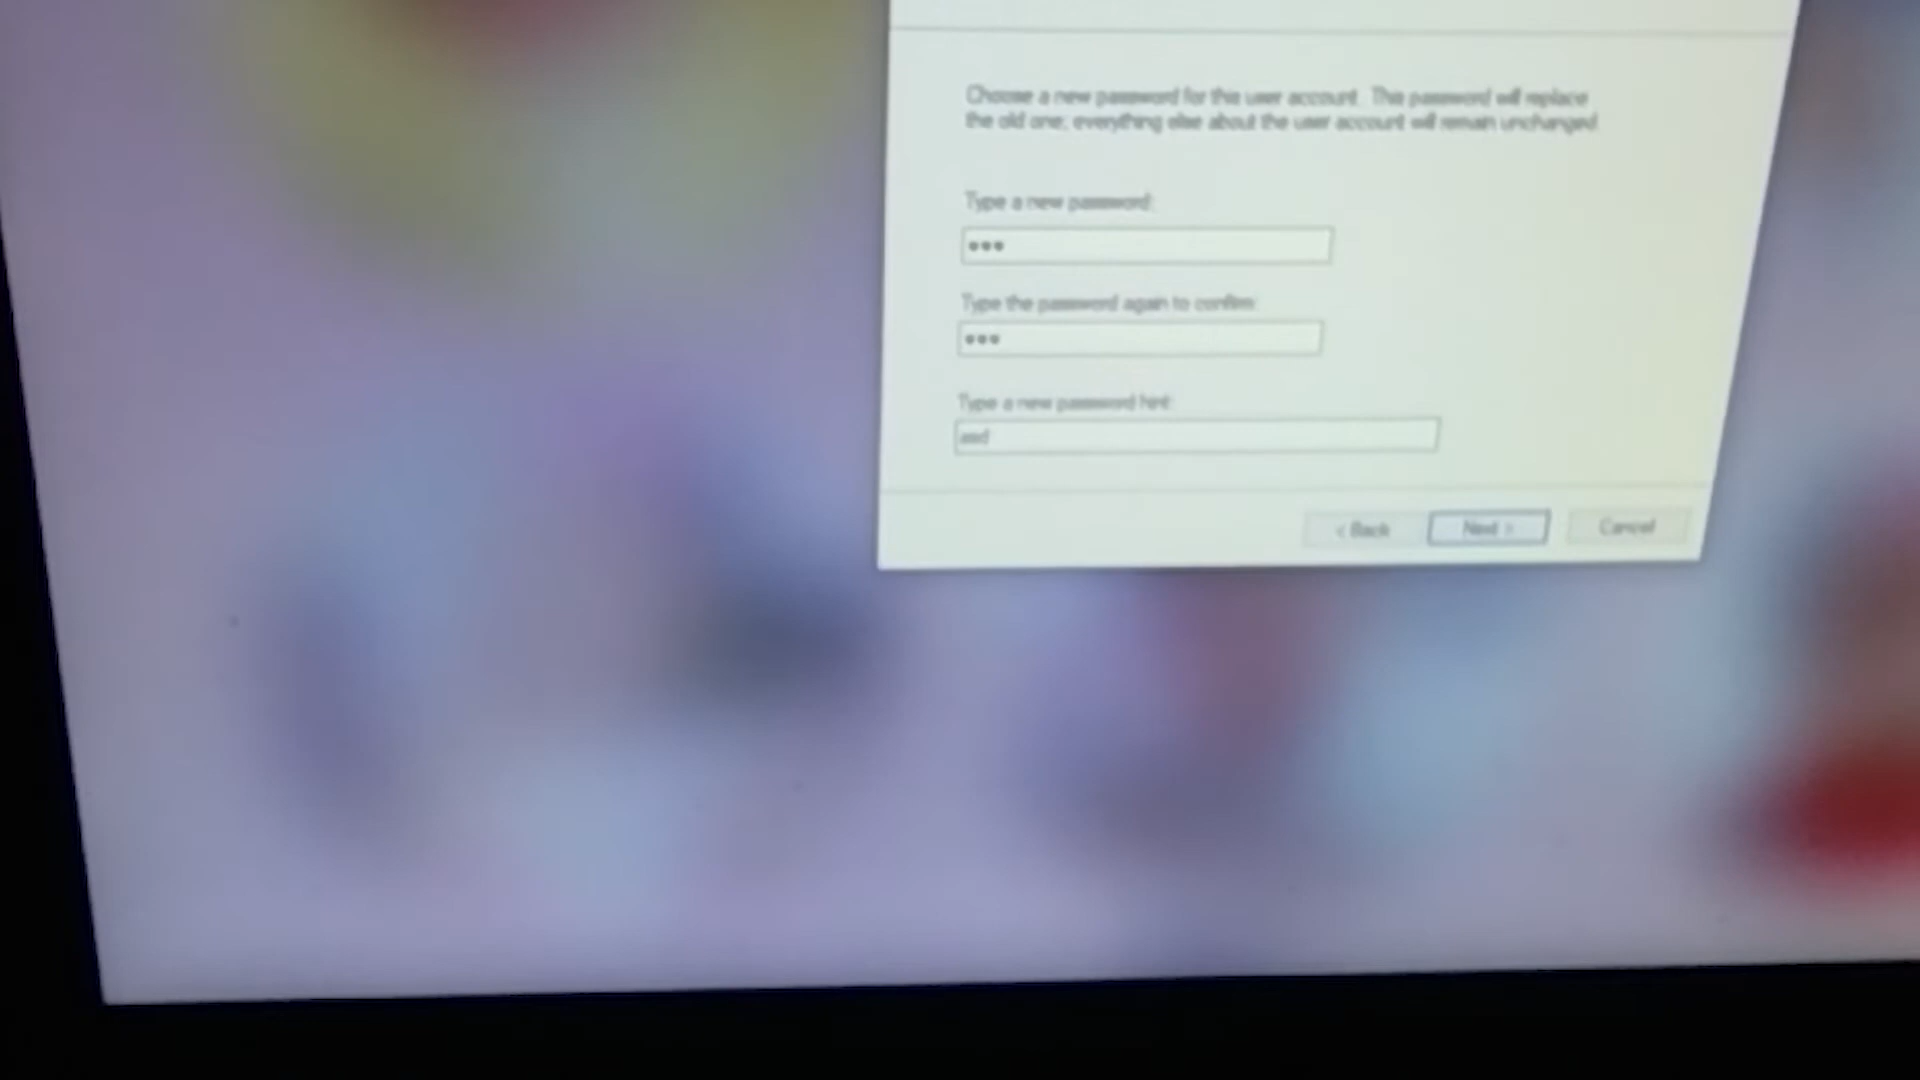 Choose a new password for this user account. This password will replace
the old one; everything else about the user account will remain unchanged.
Type a new password:
●●●
Type the password again to confirm:
●●●
Type a new password hint:
asd
< Back
Next >
Cancel